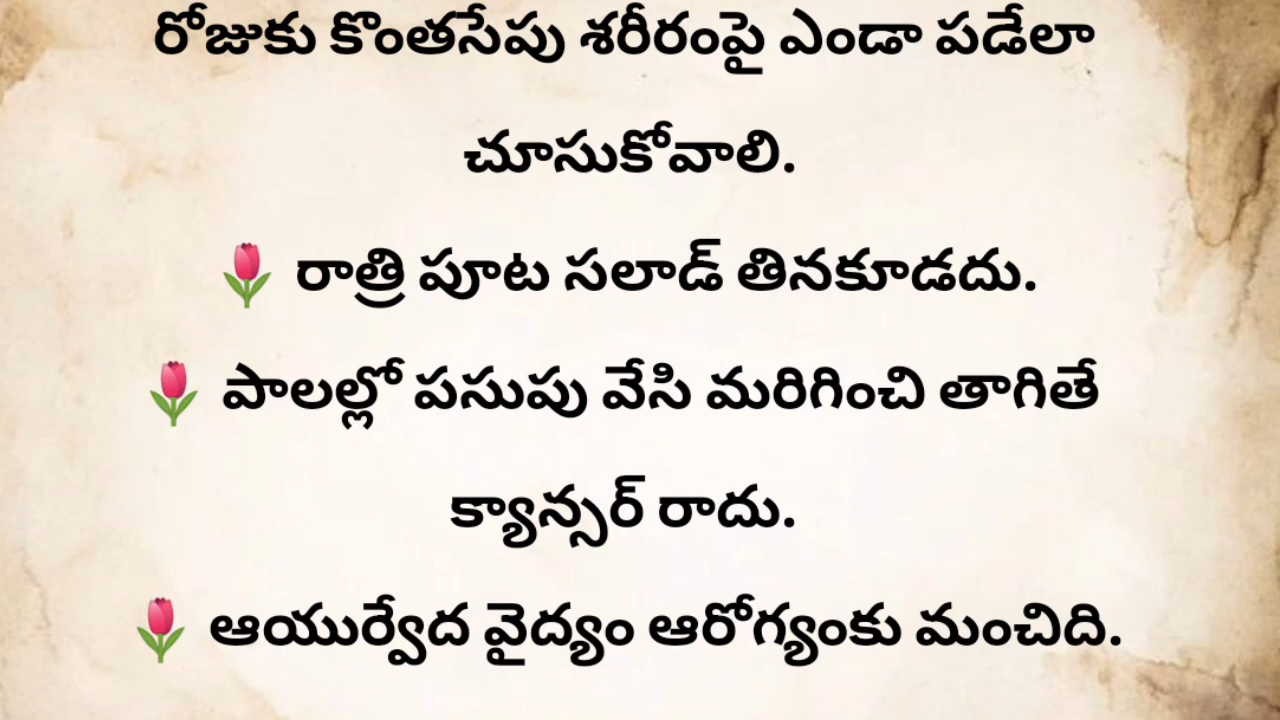 రోజుకు కొంతసేపు శరీరంపై ఎండా పడేలా
చూసుకోవాలి.
🌷 రాత్రి పూట సలాడ్ తినకూడదు.
🌷 పాలల్లో పసుపు వేసి మరిగించి తాగితే
క్యాన్సర్ రాదు.
🌷 ఆయుర్వేద వైద్యం ఆరోగ్యంకు మంచిది.